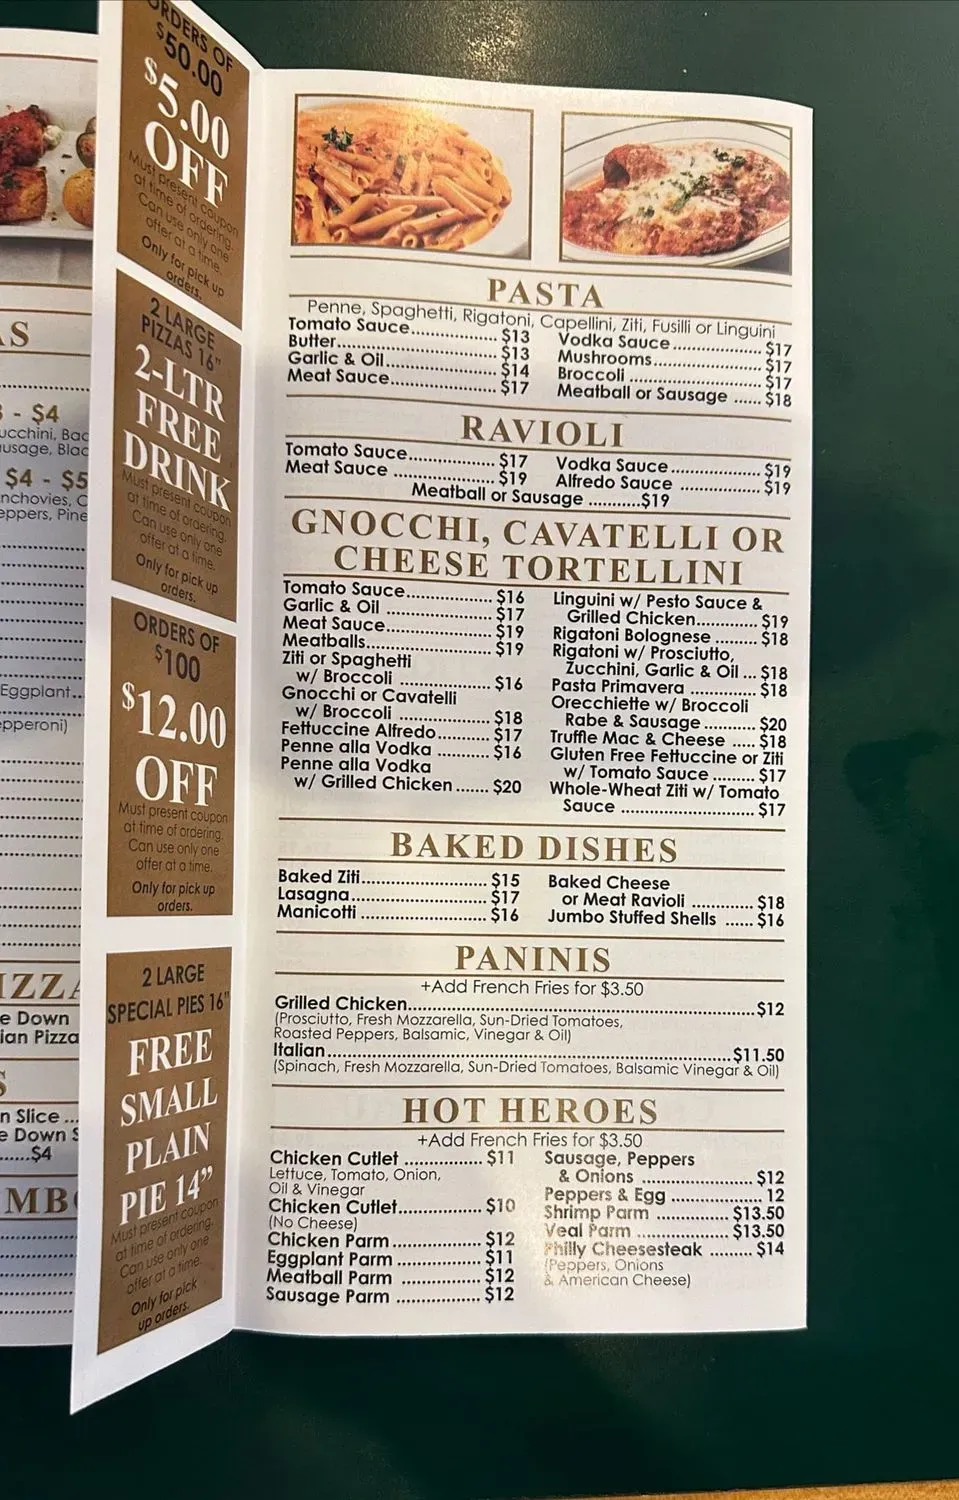 AS
3 - $4
$4 - $5
Eggplant...
IZZA
e Down
ian Pizza
S
n Slice ...
e Down S
......$4
MB
ORDERS OF
$50.00
$5.00
OFF
Must present coupon
at time of ordering.
Can use only one
offer at a time.
Only for pick up
orders.
2 LARGE
PIZZAS 16"
2-LTR
FREE
DRINK
Must present coupon
at time of ordering.
Can use only one
offer at a time.
Only for pick up
orders.
ORDERS OF
$100
$12.00
OFF
Must present coupon
at time of ordering.
Can use only one
offer at a time.
Only for pick up
orders.
2 LARGE
SPECIAL PIES 16"
FREE
SMALL
PLAIN
PIE 14"
Must present coupon
at time of ordering.
Can use only one
offer at a time.
Only for pick
up orders.
PASTA
Penne, Spaghetti, Rigatoni, Capellini, Ziti, Fusilli or Linguini
Tomato Sauce................ $13
Butter................................ $13
Garlic & Oil..................... $14
Meat Sauce.................... $17
Vodka Sauce ................. $17
Mushrooms..................... $17
Broccoli .......................... $17
Meatball or Sausage ...... $18
RAVIOLI
Tomato Sauce................ $17
Meat Sauce ................... $19
Vodka Sauce................. $19
Alfredo Sauce ............... $19
Meatball or Sausage ...........$19
GNOCCHI, CAVATELLI OR
CHEESE TORTELLINI
Tomato Sauce................ $16
Garlic & Oil .................... $17
Meat Sauce.................... $19
Meatballs........................ $19
Ziti or Spaghetti
w/ Broccoli .................. $16
Gnocchi or Cavatelli
w/ Broccoli .................. $18
Fettuccine Alfredo.......... $17
Penne alla Vodka ........... $16
Penne alla Vodka
w/ Grilled Chicken ...... $20
Linguini w/ Pesto Sauce &
Grilled Chicken............ $19
Rigatoni Bolognese ........ $18
Rigatoni w/ Prosciutto,
Zucchini, Garlic & Oil ... $18
Pasta Primavera ............ $18
Orecchiette w/ Broccoli
Rabe & Sausage .......... $20
Truffle Mac & Cheese ..... $18
Gluten Free Fettuccine or Ziti
w/ Tomato Sauce ......... $17
Whole-Wheat Ziti w/ Tomato
Sauce ........................... $17
BAKED DISHES
Baked Ziti........................ $15
Lasagna.......................... $17
Manicotti ........................ $16
Baked Cheese
or Meat Ravioli ............ $18
Jumbo Stuffed Shells ...... $16
PANINIS
+Add French Fries for $3.50
Grilled Chicken.................................................................. $12
(Prosciutto, Fresh Mozzarella, Sun-Dried Tomatoes,
Roasted Peppers, Balsamic, Vinegar & Oil)
Italian.............................................................................$11.50
(Spinach, Fresh Mozzarella, Sun-Dried Tomatoes, Balsamic Vinegar & Oil)
HOT HEROES
+Add French Fries for $3.50
Chicken Cutlet ............... $11
Lettuce, Tomato, Onion,
Oil & Vinegar
Chicken Cutlet................ $10
(No Cheese)
Chicken Parm ................ $12
Eggplant Parm ............... $11
Meatball Parm ............... $12
Sausage Parm ............... $12
Sausage, Peppers
& Onions ...................... $12
Peppers & Egg ................ 12
Shrimp Parm ............. $13.50
Veal Parm ................. $13.50
Philly Cheesesteak ........ $14
(Peppers, Onions
& American Cheese)